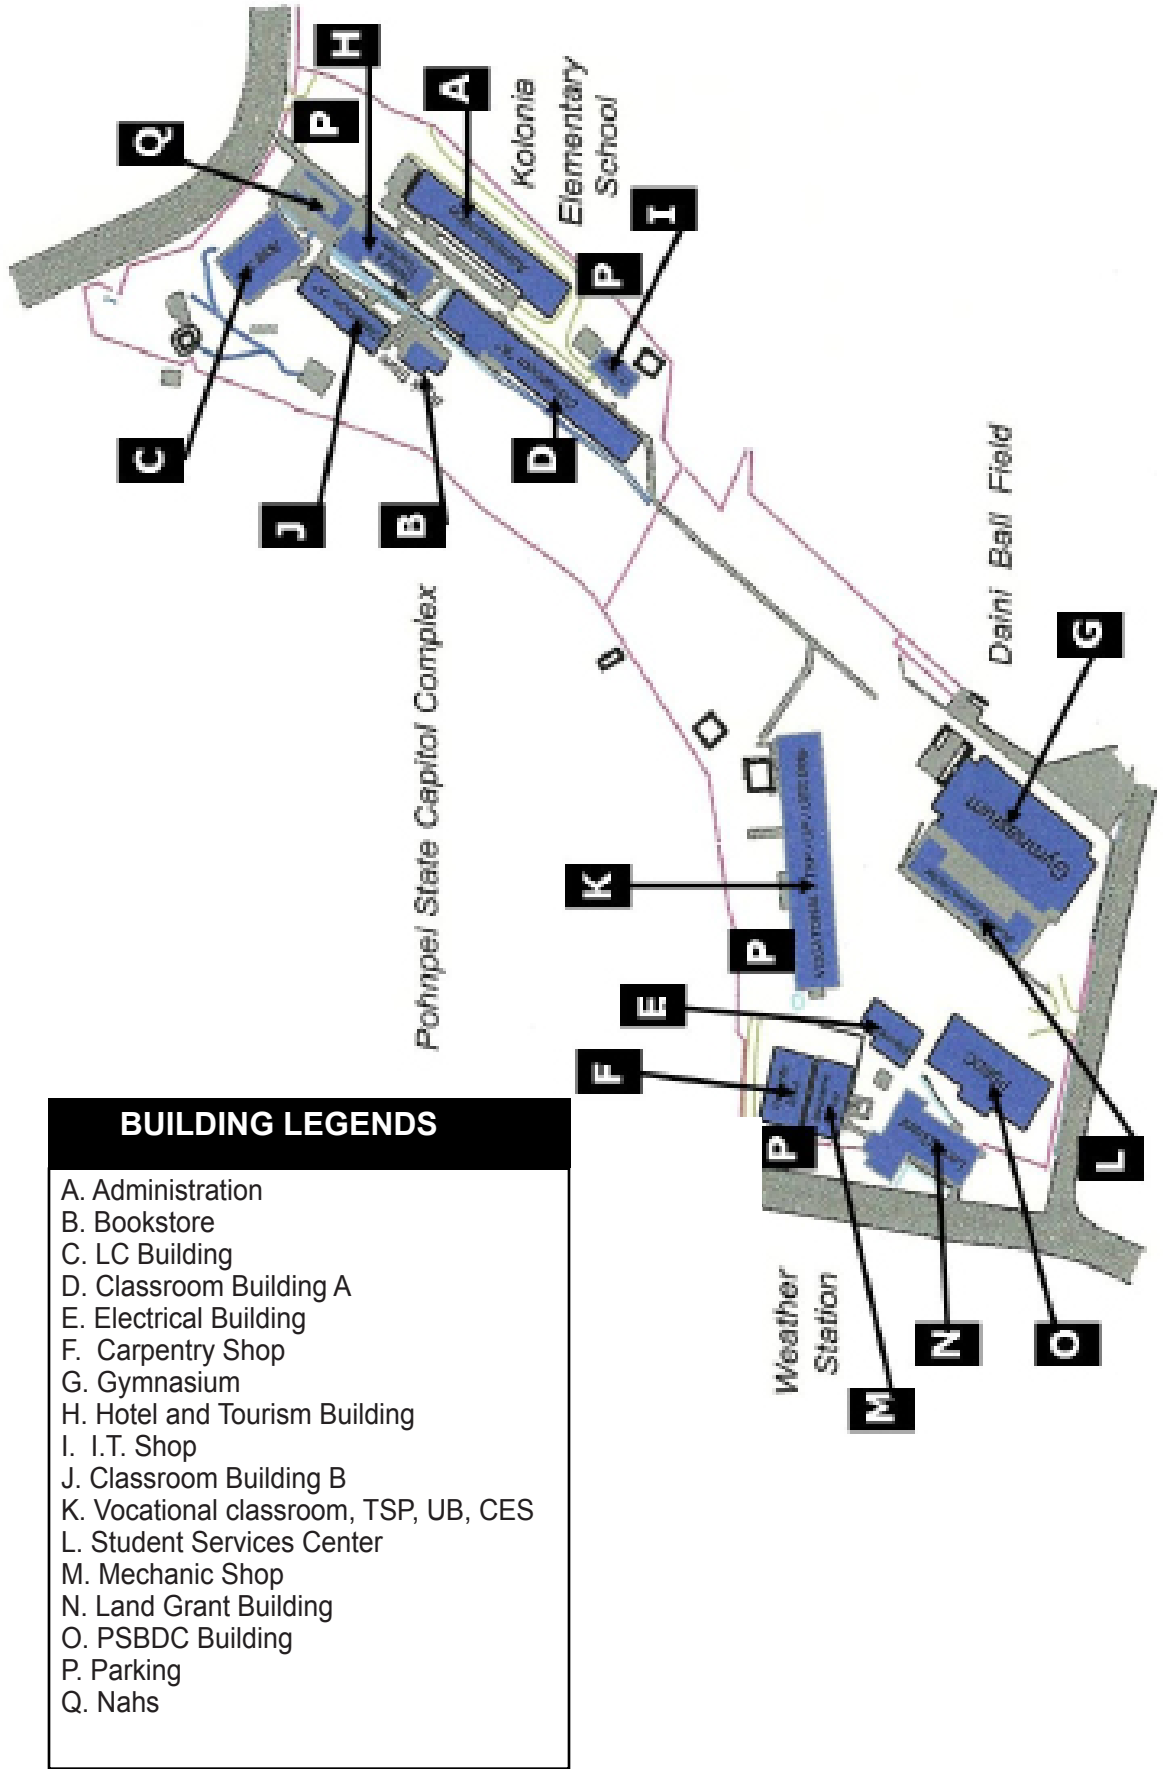 H
A
Q
P
Kolonia
Elementary
School
I
P
C
D
J
B
Pohnpei State Capitol Complex
Daini Ball Field
G
Gymnasium
K
P
E
F
P
L
Weather
Station
N
O
M
BUILDING LEGENDS
A. Administration
B. Bookstore
C. LC Building
D. Classroom Building A
E. Electrical Building
F. Carpentry Shop
G. Gymnasium
H. Hotel and Tourism Building
I. I.T. Shop
J. Classroom Building B
K. Vocational classroom, TSP, UB, CES
L. Student Services Center
M. Mechanic Shop
N. Land Grant Building
O. PSBDC Building
P. Parking
Q. Nahs